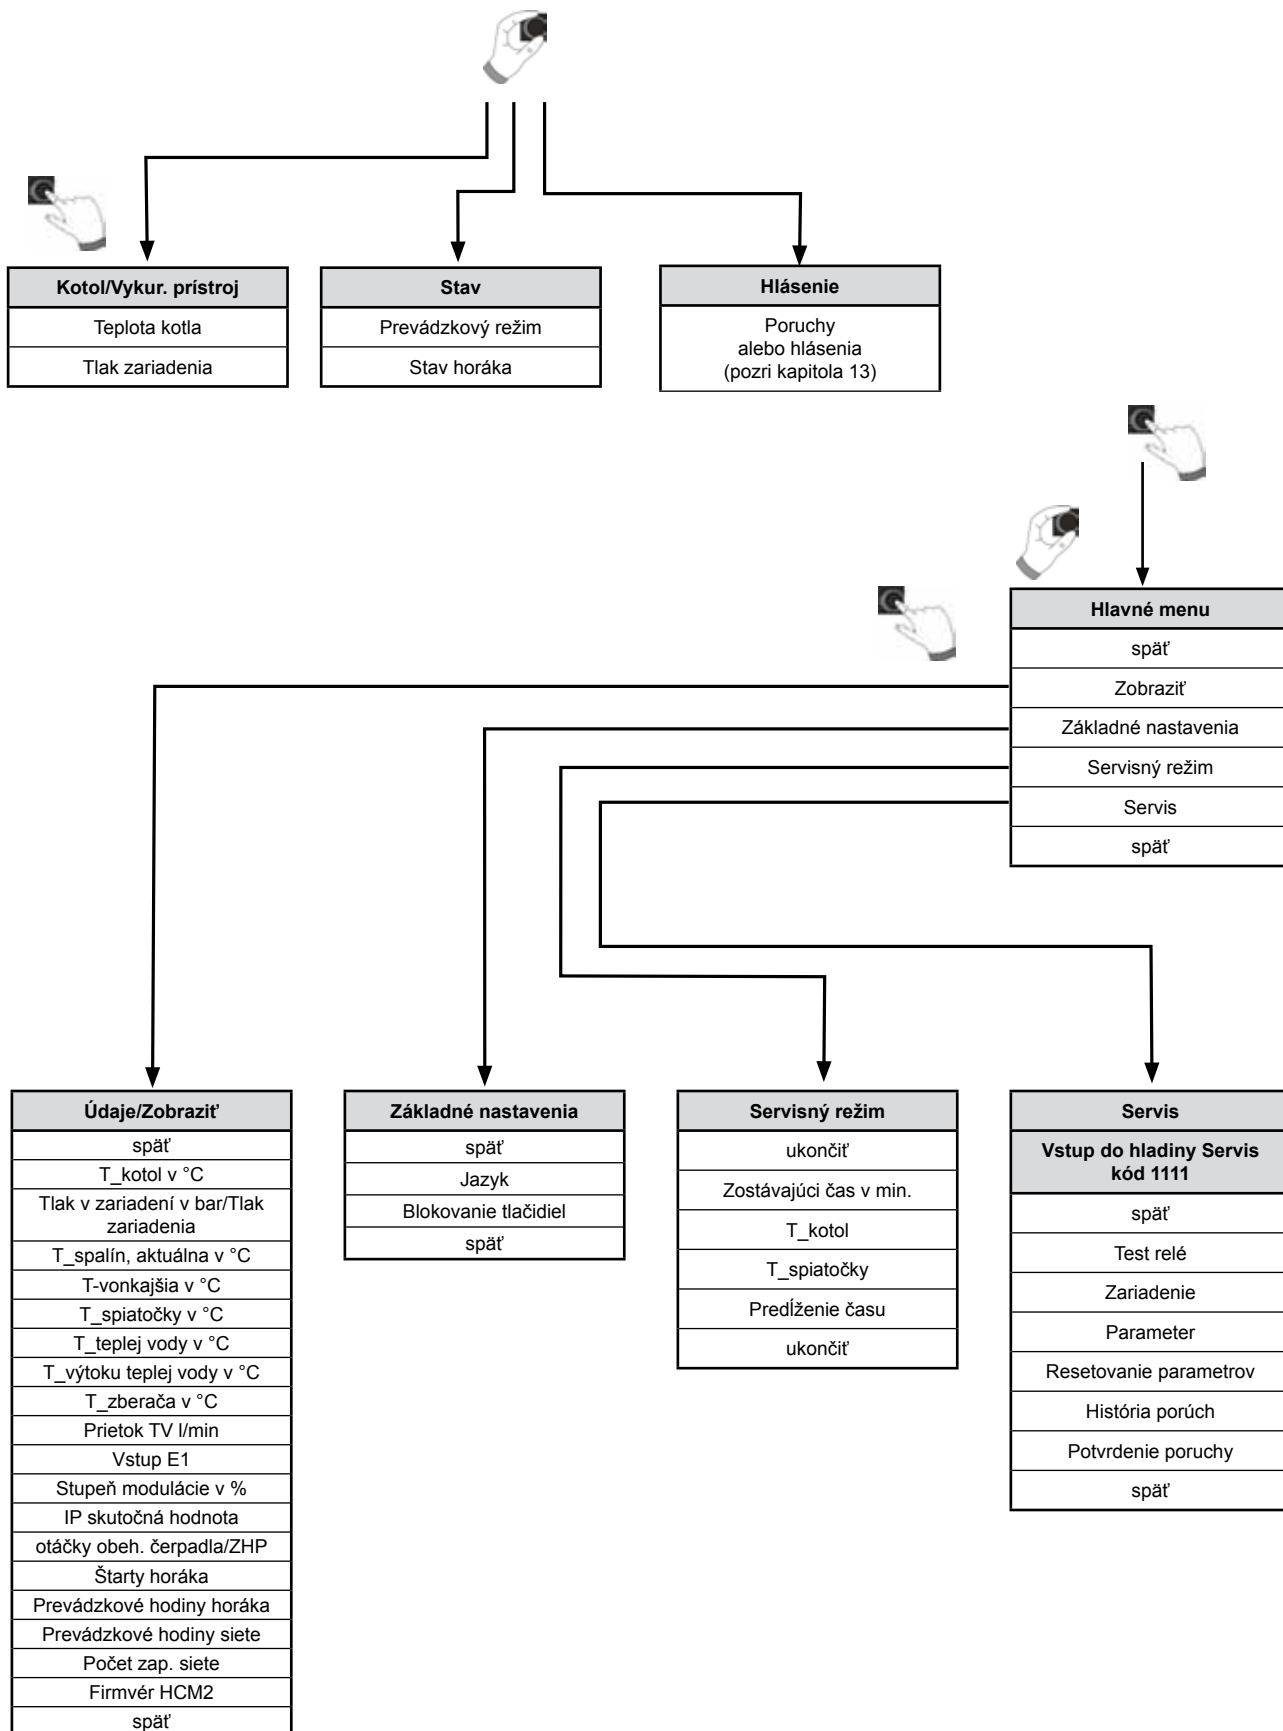 Kotol/Vykur. prístroj
Teplota kotla
Tlak zariadenia
Stav
Prevádzkový režim
Stav horáka
Hlásenie
Poruchy
alebo hlásenia
(pozri kapitola 13)
Hlavné menu
späť
Zobraziť
Základné nastavenia
Servisný režim
Servis
späť
Údaje/Zobraziť
späť
T_kotol v °C
Tlak v zariadení v bar/Tlak
zariadenia
T_spalín, aktuálna v °C
T-vonkajšia v °C
T_spiatočky v °C
T_teplej vody v °C
T_výtoku teplej vody v °C
T_zberača v °C
Prietok TV l/min
Vstup E1
Stupeň modulácie v %
IP skutočná hodnota
otáčky obeh. čerpadla/ZHP
Štarty horáka
Prevádzkové hodiny horáka
Prevádzkové hodiny siete
Počet zap. siete
Firmvér HCM2
späť
Základné nastavenia
späť
Jazyk
Blokovanie tlačidiel
späť
Servisný režim
ukončiť
Zostávajúci čas v min.
T_kotol
T_spiatočky
Predĺženie času
ukončiť
Servis
Vstup do hladiny Servis
kód 1111
späť
Test relé
Zariadenie
Parameter
Resetovanie parametrov
História porúch
Potvrdenie poruchy
späť